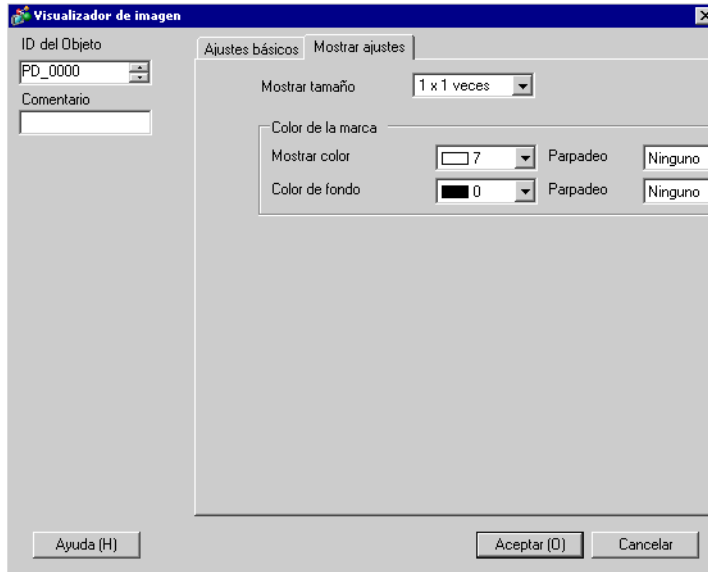 Visualizador de imagen
ID del Objeto
PD_0000
Comentario
Ajustes básicos
Mostrar ajustes
Mostrar tamaño 1 x 1 veces
Color de la marca
Mostrar color 7 Parpadeo Ninguno
Color de fondo 0 Parpadeo Ninguno
Ayuda (H)
Aceptar (O)
Cancelar